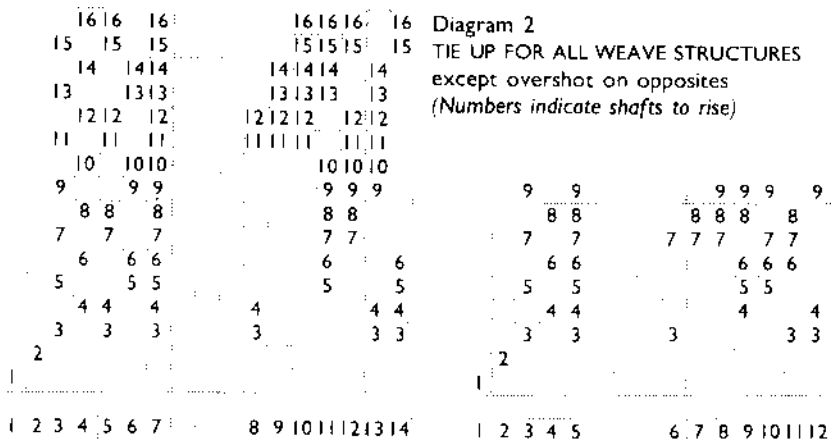 16 16 16 16 16 16 16 Diagram 2
15 15 15 15 15 15 15 TIE UP FOR ALL WEAVE STRUCTURES
14 14 14 14 14 14 14 except overshot on opposites
13 13 13 13 13 13 13 (Numbers indicate shafts to rise)
12 12 12 12 12 12 12 12
11 11 11 11 11 11 11 11
10 10 10 10 10 10
9 9 9 9 9 9 9 9 9 9 9 9
8 8 8 8 8 8 8 8 8 8 8
7 7 7 7 7 7 7 7 7 7 7 7
6 6 6 6 6 6 6 6 6 6
5 5 5 5 5 5 5 5 5
4 4 4 4 4 4 4 4 4 4
3 3 3 3 3 3 3 3 3 3 3
2 2
1 1
1 2 3 4 5 6 7 8 9 10 11 12 13 14 1 2 3 4 5 6 7 8 9 10 11 12